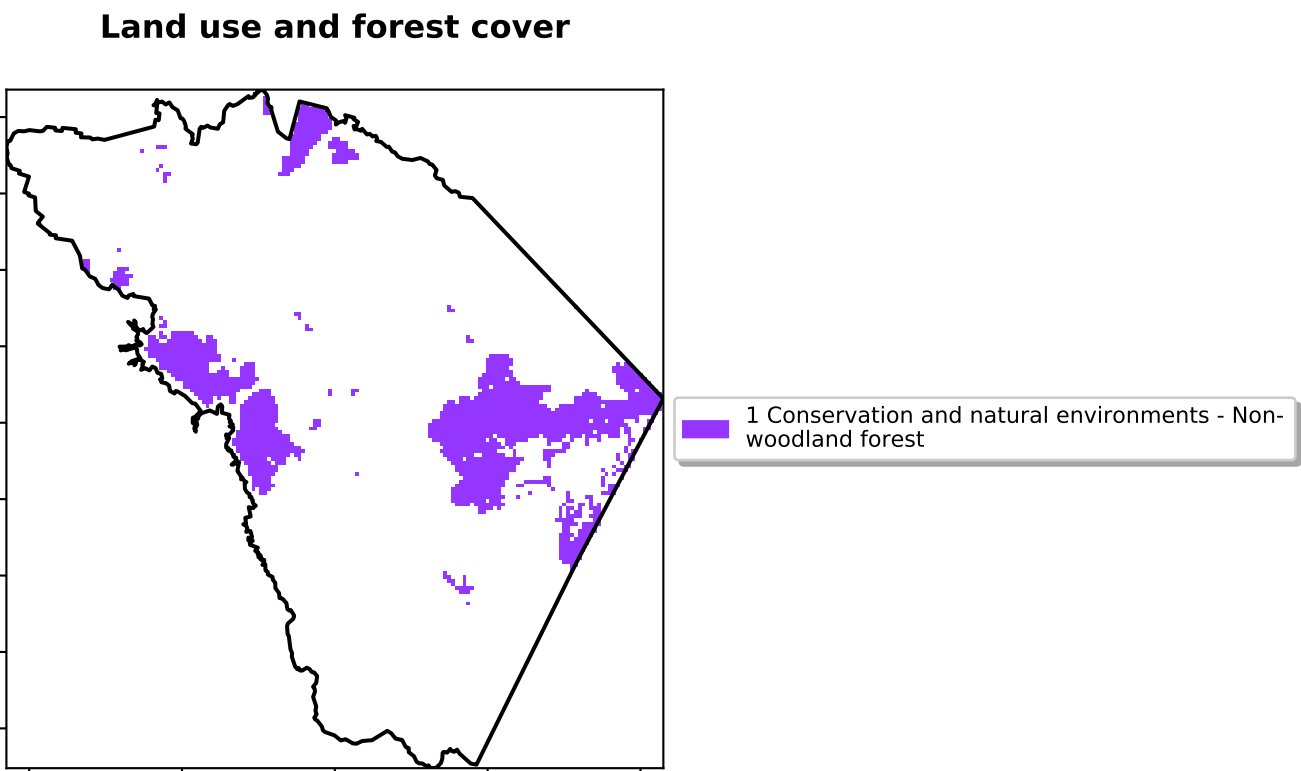 Land use and forest cover
1 Conservation and natural environments - Non-
woodland forest